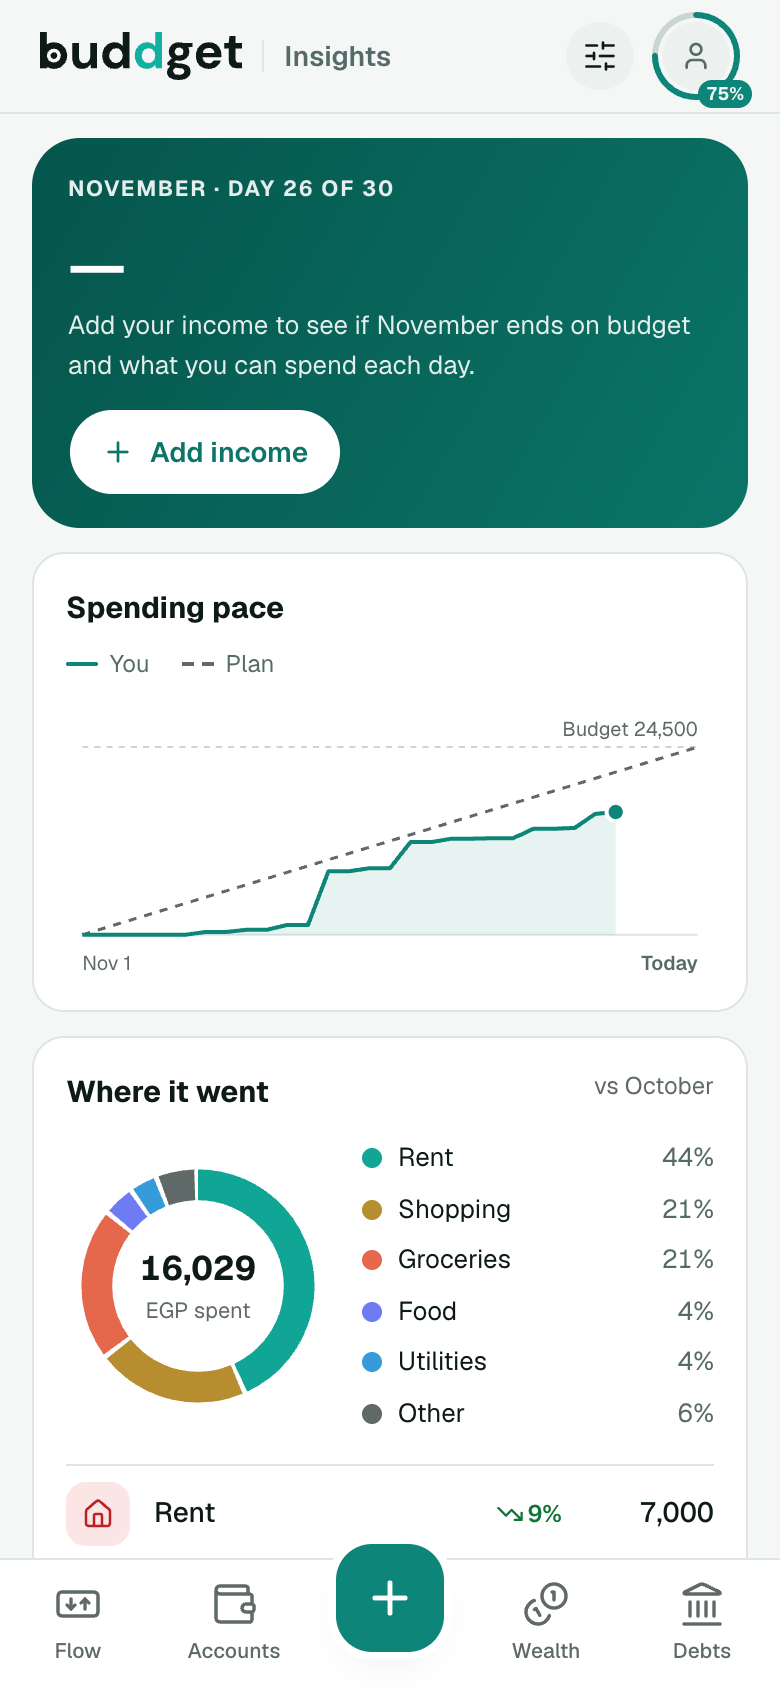 buddget
Insights
75%
NOVEMBER · DAY 26 OF 30
—
Add your income to see if November ends on budget
and what you can spend each day.
+ Add income
Spending pace
You
Plan
Budget 24,500
Nov 1
Today
Where it went
vs October
16,029
EGP spent
Rent 44%
Shopping 21%
Groceries 21%
Food 4%
Utilities 4%
Other 6%
Rent 9% 7,000
Flow
Accounts
Wealth
Debts